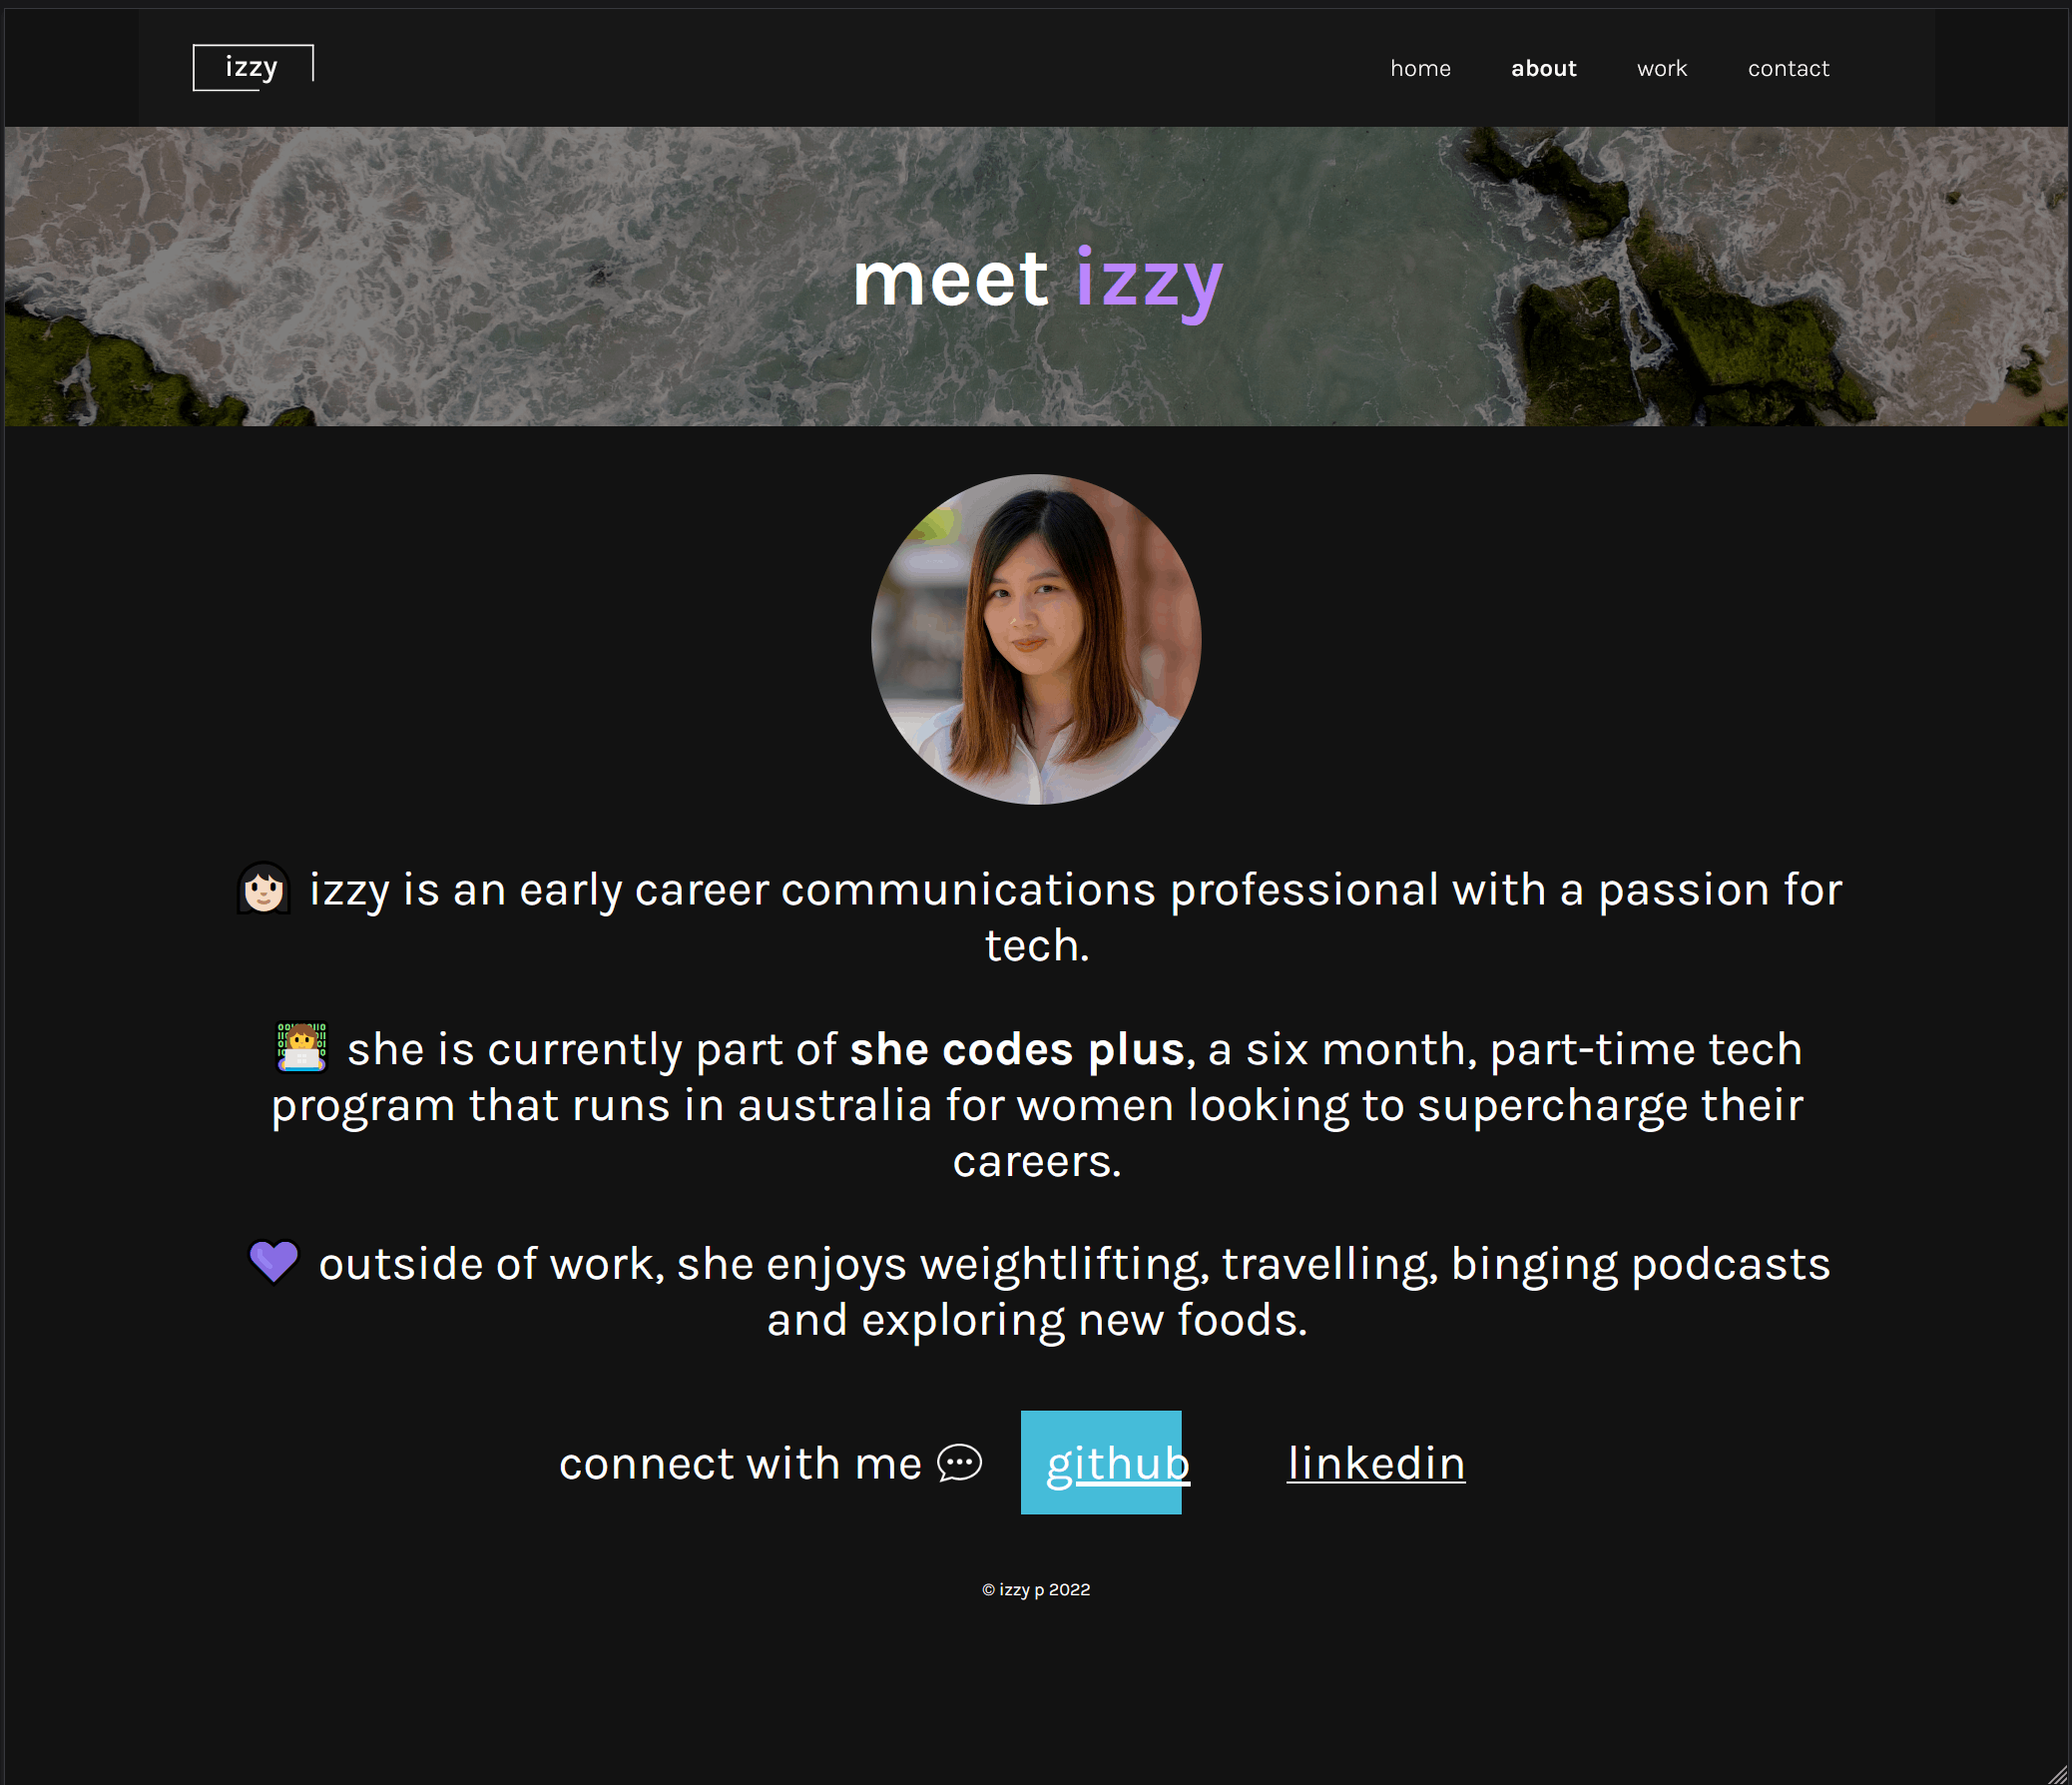 izzy
home about work contact
meet izzy
izzy is an early career communications professional with a passion for
tech.
she is currently part of she codes plus, a six month, part-time tech
program that runs in australia for women looking to supercharge their
careers.
outside of work, she enjoys weightlifting, travelling, binging podcasts
and exploring new foods.
connect with me github linkedin
© izzy p 2022